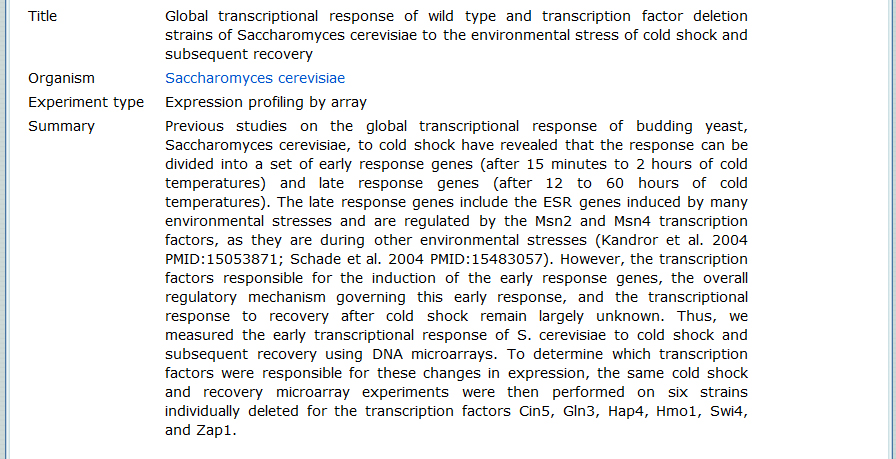 Title Global transcriptional response of wild type and transcription factor deletion
strains of Saccharomyces cerevisiae to the environmental stress of cold shock and
subsequent recovery
Organism Saccharomyces cerevisiae
Experiment type Expression profiling by array
Summary Previous studies on the global transcriptional response of budding yeast,
Saccharomyces cerevisiae, to cold shock have revealed that the response can be
divided into a set of early response genes (after 15 minutes to 2 hours of cold
temperatures) and late response genes (after 12 to 60 hours of cold
temperatures). The late response genes include the ESR genes induced by many
environmental stresses and are regulated by the Msn2 and Msn4 transcription
factors, as they are during other environmental stresses (Kandror et al. 2004
PMID:15053871; Schade et al. 2004 PMID:15483057). However, the transcription
factors responsible for the induction of the early response genes, the overall
regulatory mechanism governing this early response, and the transcriptional
response to recovery after cold shock remain largely unknown. Thus, we
measured the early transcriptional response of S. cerevisiae to cold shock and
subsequent recovery using DNA microarrays. To determine which transcription
factors were responsible for these changes in expression, the same cold shock
and recovery microarray experiments were then performed on six strains
individually deleted for the transcription factors Cin5, Gln3, Hap4, Hmo1, Swi4,
and Zap1.